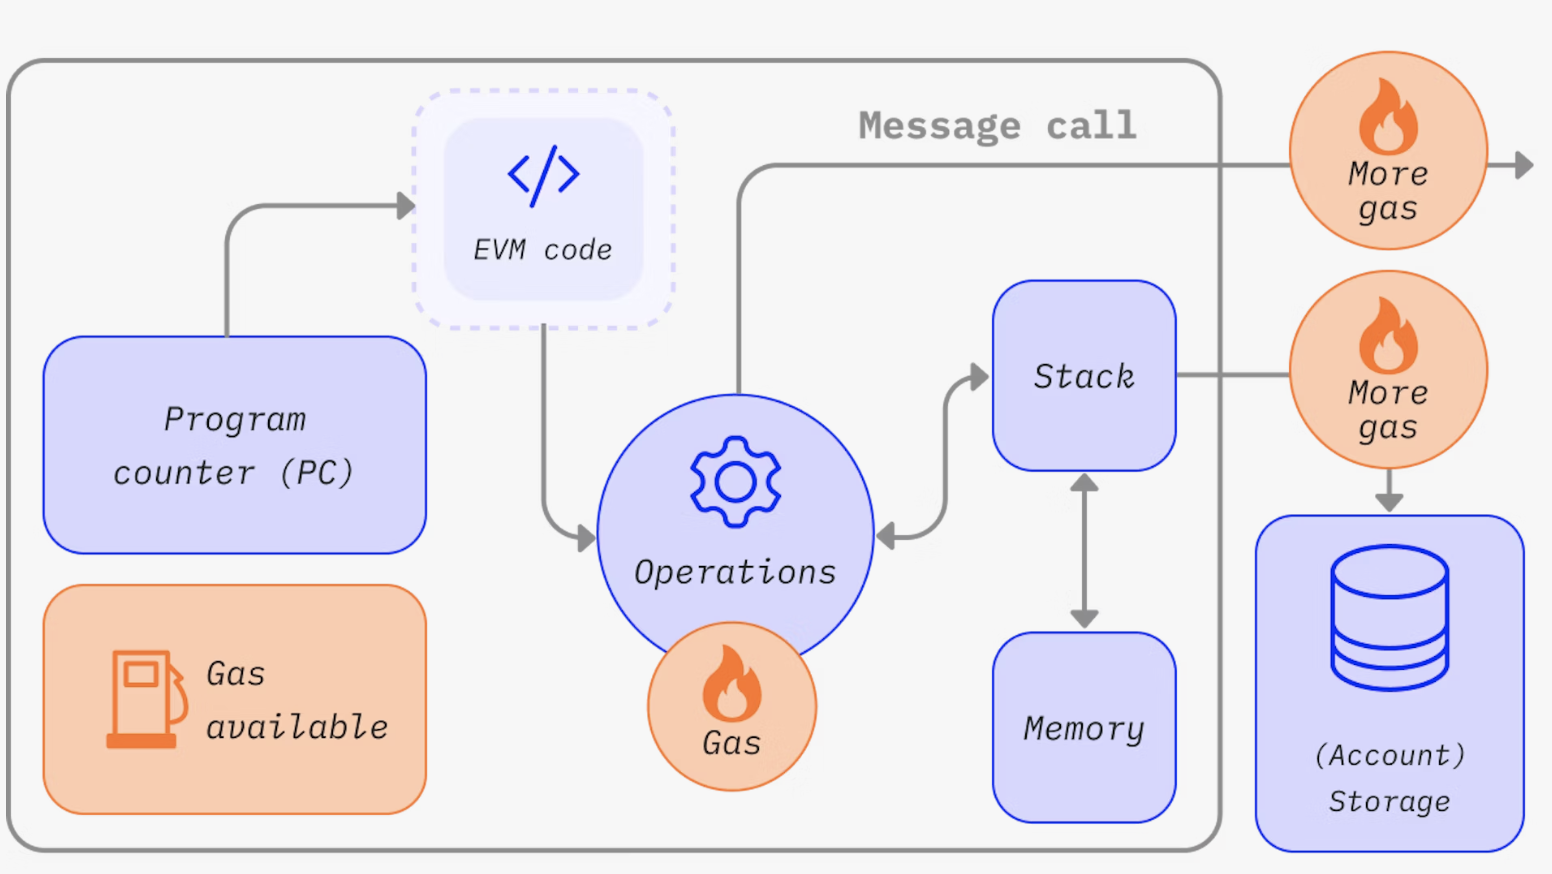 Message call
More
gas
EVM code
Program
counter (PC)
Stack
More
gas
Operations
Gas
available
Gas
Memory
(Account)
Storage